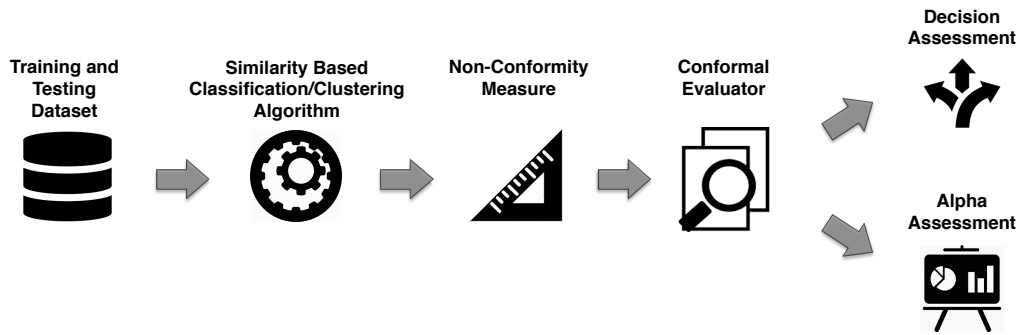 Training and
Testing
Dataset
Similarity Based
Classification/Clustering
Algorithm
Non-Conformity
Measure
Conformal
Evaluator
Decision
Assessment
Alpha
Assessment